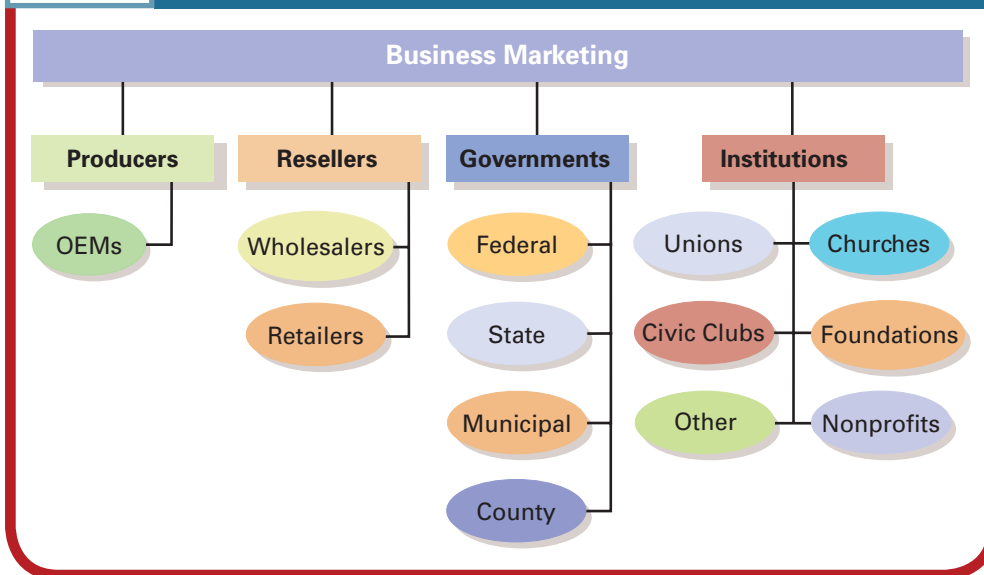 Business Marketing
Producers
Resellers
Governments
Institutions
OEMs
Wholesalers
Retailers
Federal
State
Municipal
County
Unions
Churches
Civic Clubs
Foundations
Other
Nonprofits